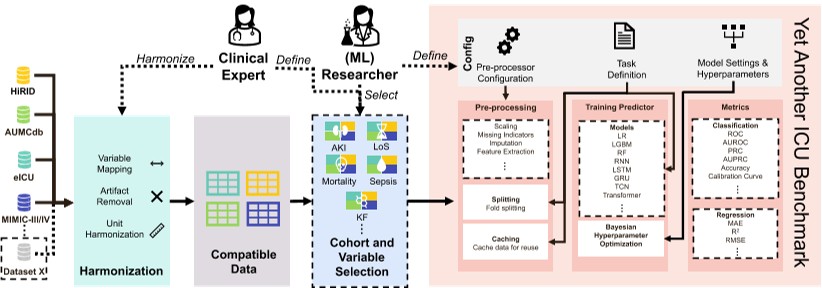 HiRID
AUMCdb
eICU
MIMIC-III/IV
Dataset X
Harmonize
Clinical
Expert
Define
(ML)
Researcher
Define
Select
Variable
Mapping
Artifact
Removal
Unit
Harmonization
Harmonization
Compatible
Data
AKI
LoS
Mortality
Sepsis
KF
Cohort and
Variable
Selection
Config
Pre-processor
Configuration
Task
Definition
Model Settings &
Hyperparameters
Pre-processing
Scaling
Missing Indicators
Imputation
Feature Extraction
Splitting
Fold splitting
Caching
Cache data for reuse
Training Predictor
Models
LR
LGBM
RF
RNN
LSTM
GRU
TCN
Transformer
Bayesian
Hyperparameter
Optimization
Metrics
Classification
ROC
AUROC
PRC
AUPRC
Accuracy
Calibration Curve
Regression
MAE
R²
RMSE
Yet Another ICU Benchmark